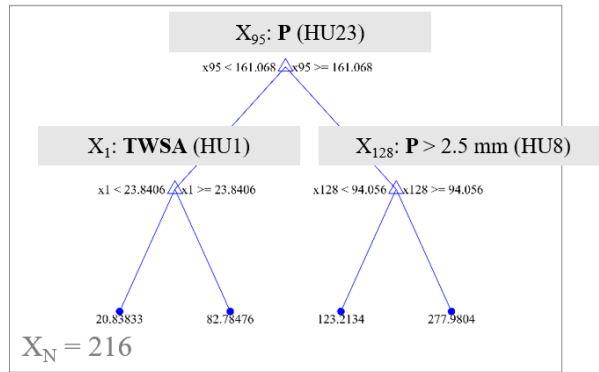 X₉₅: P (HU23)
x95 < 161.068 x95 >= 161.068
X₁: TWSA (HU1) X₁₂₈: P > 2.5 mm (HU8)
x1 < 23.8406 x1 >= 23.8406 x128 < 94.056 x128 >= 94.056
20.83833 82.78476 123.2134 277.9804
X_N = 216